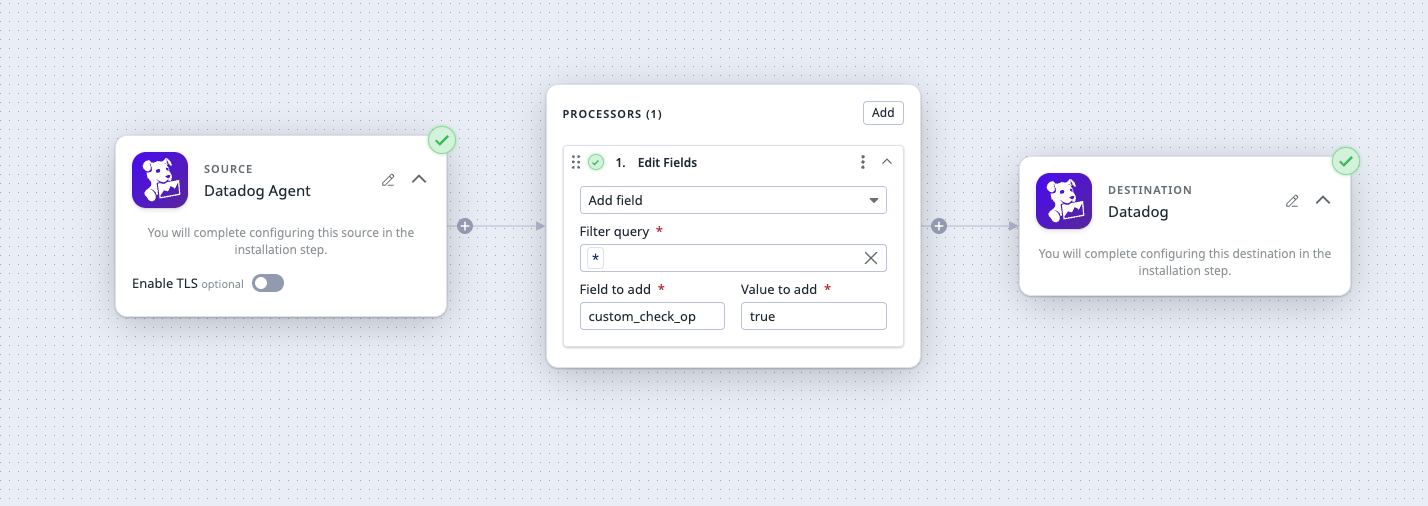 SOURCE
Datadog Agent
You will complete configuring this source in the
installation step.
Enable TLS optional
PROCESSORS (1)
Add
1. Edit Fields
Add field
Filter query *
*
Field to add *
Value to add *
custom_check_op
true
DESTINATION
Datadog
You will complete configuring this destination in the
installation step.